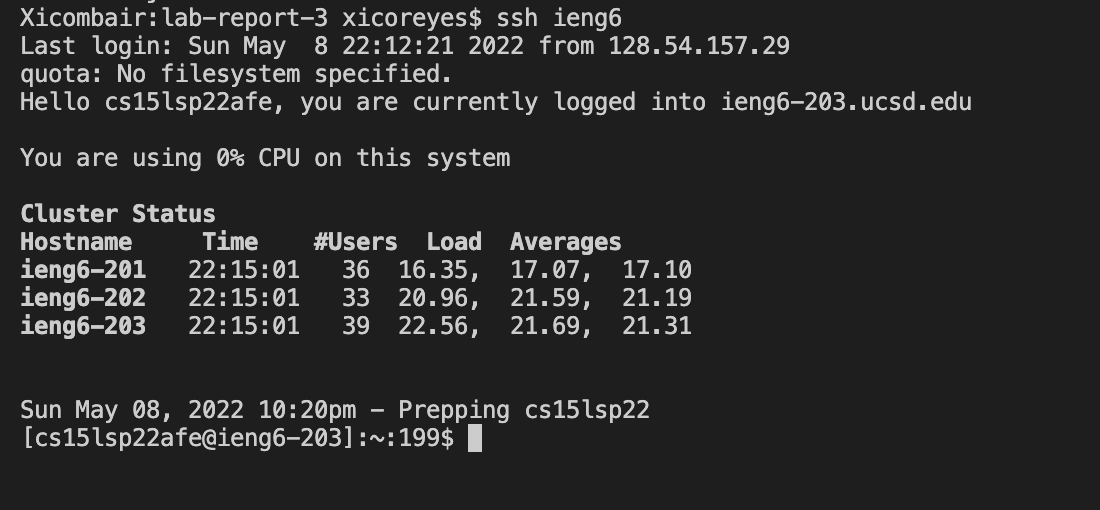 Xicombair:lab-report-3 xicoreyes$ ssh ieng6
Last login: Sun May  8 22:12:21 2022 from 128.54.157.29
quota: No filesystem specified.
Hello cs15lsp22afe, you are currently logged into ieng6-203.ucsd.edu
You are using 0% CPU on this system
Cluster Status
Hostname     Time    #Users  Load  Averages
ieng6-201   22:15:01   36  16.35,  17.07,  17.10
ieng6-202   22:15:01   33  20.96,  21.59,  21.19
ieng6-203   22:15:01   39  22.56,  21.69,  21.31
Sun May 08, 2022 10:20pm - Prepping cs15lsp22
[cs15lsp22afe@ieng6-203]:~:199$